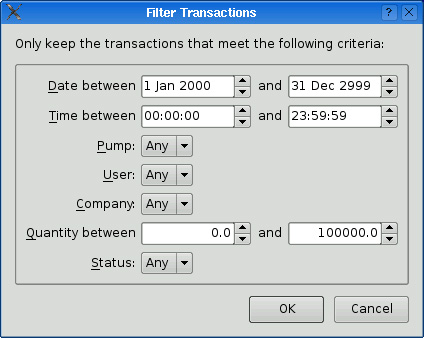 Filter Transactions
Only keep the transactions that meet the following criteria:
Date between 1 Jan 2000 and 31 Dec 2999
Time between 00:00:00 and 23:59:59
Pump: Any
User: Any
Company: Any
Quantity between 0.0 and 100000.0
Status: Any
OK Cancel